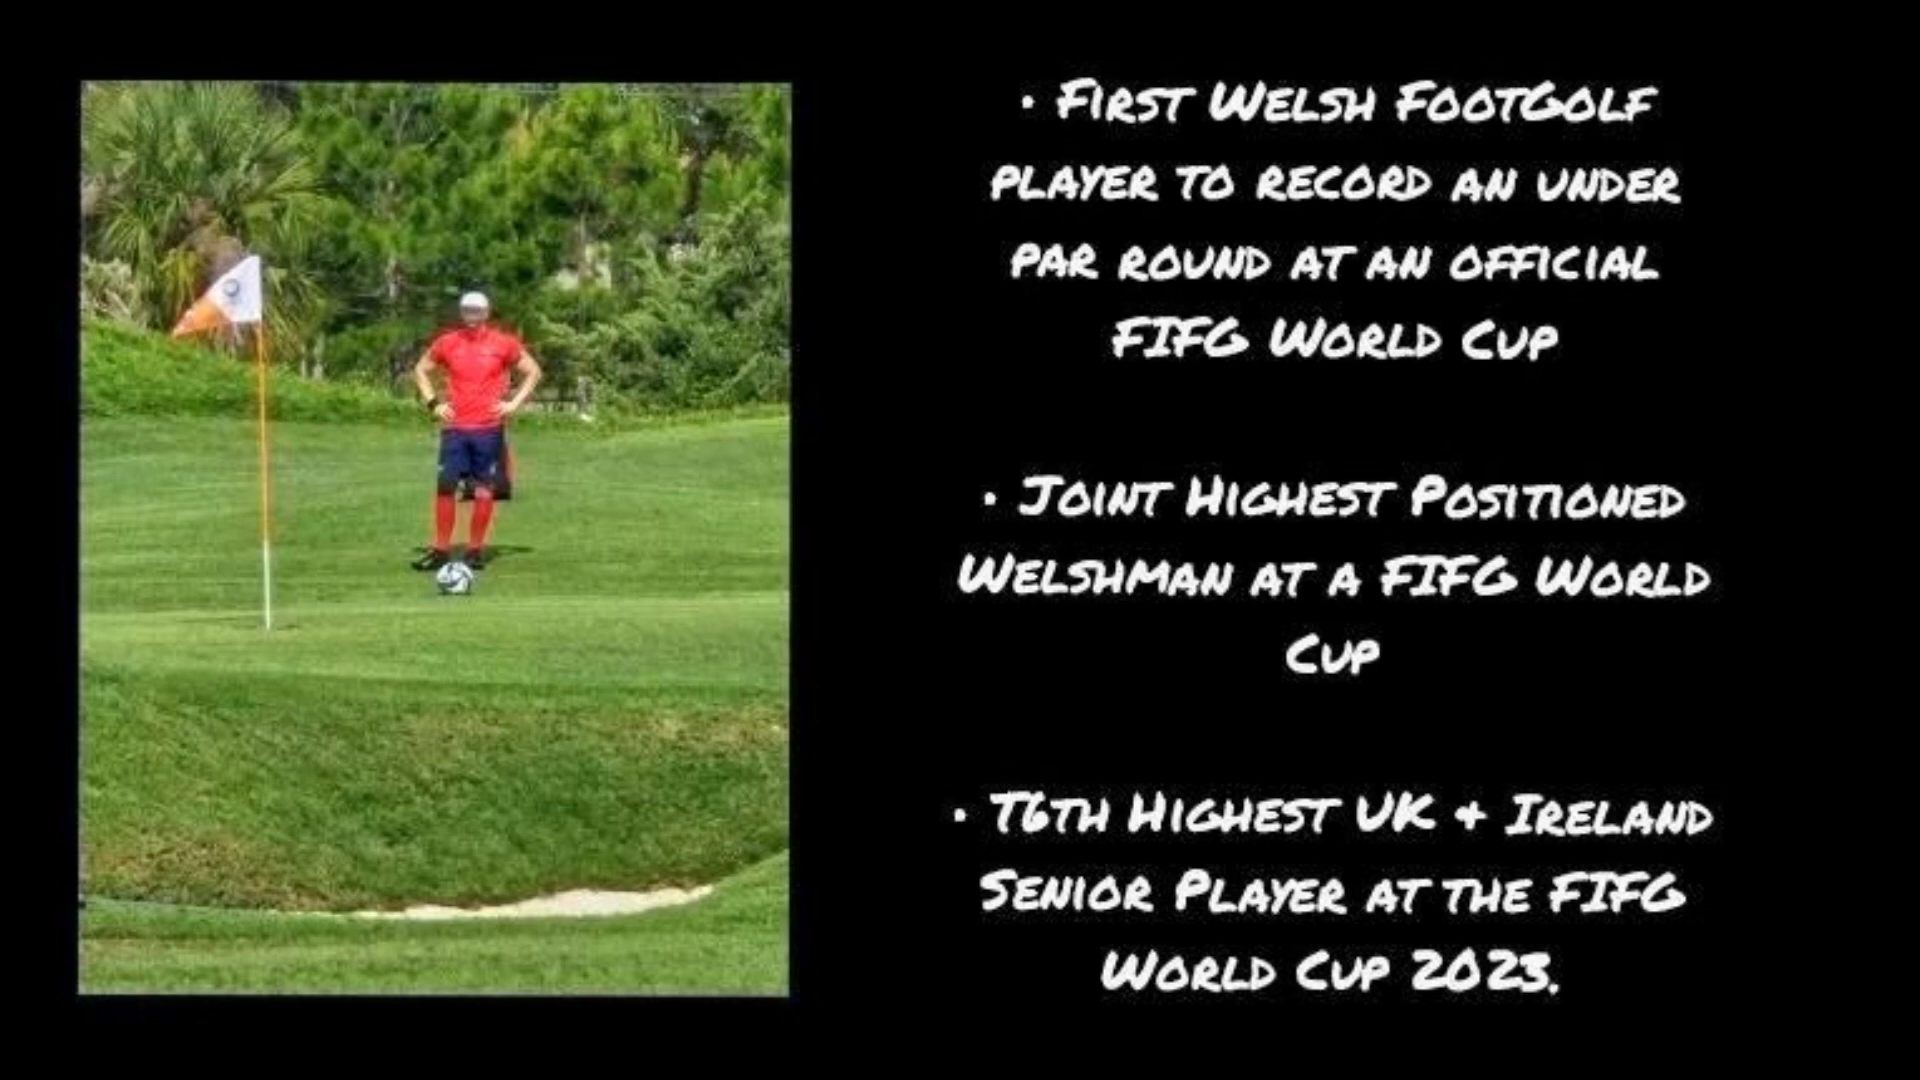 • First Welsh FootGolf
player to record an under
par round at an official
FIFG World Cup
• Joint Highest Positioned
Welshman at a FIFG World
Cup
• T6th Highest UK + Ireland
Senior Player at the FIFG
World Cup 2023.